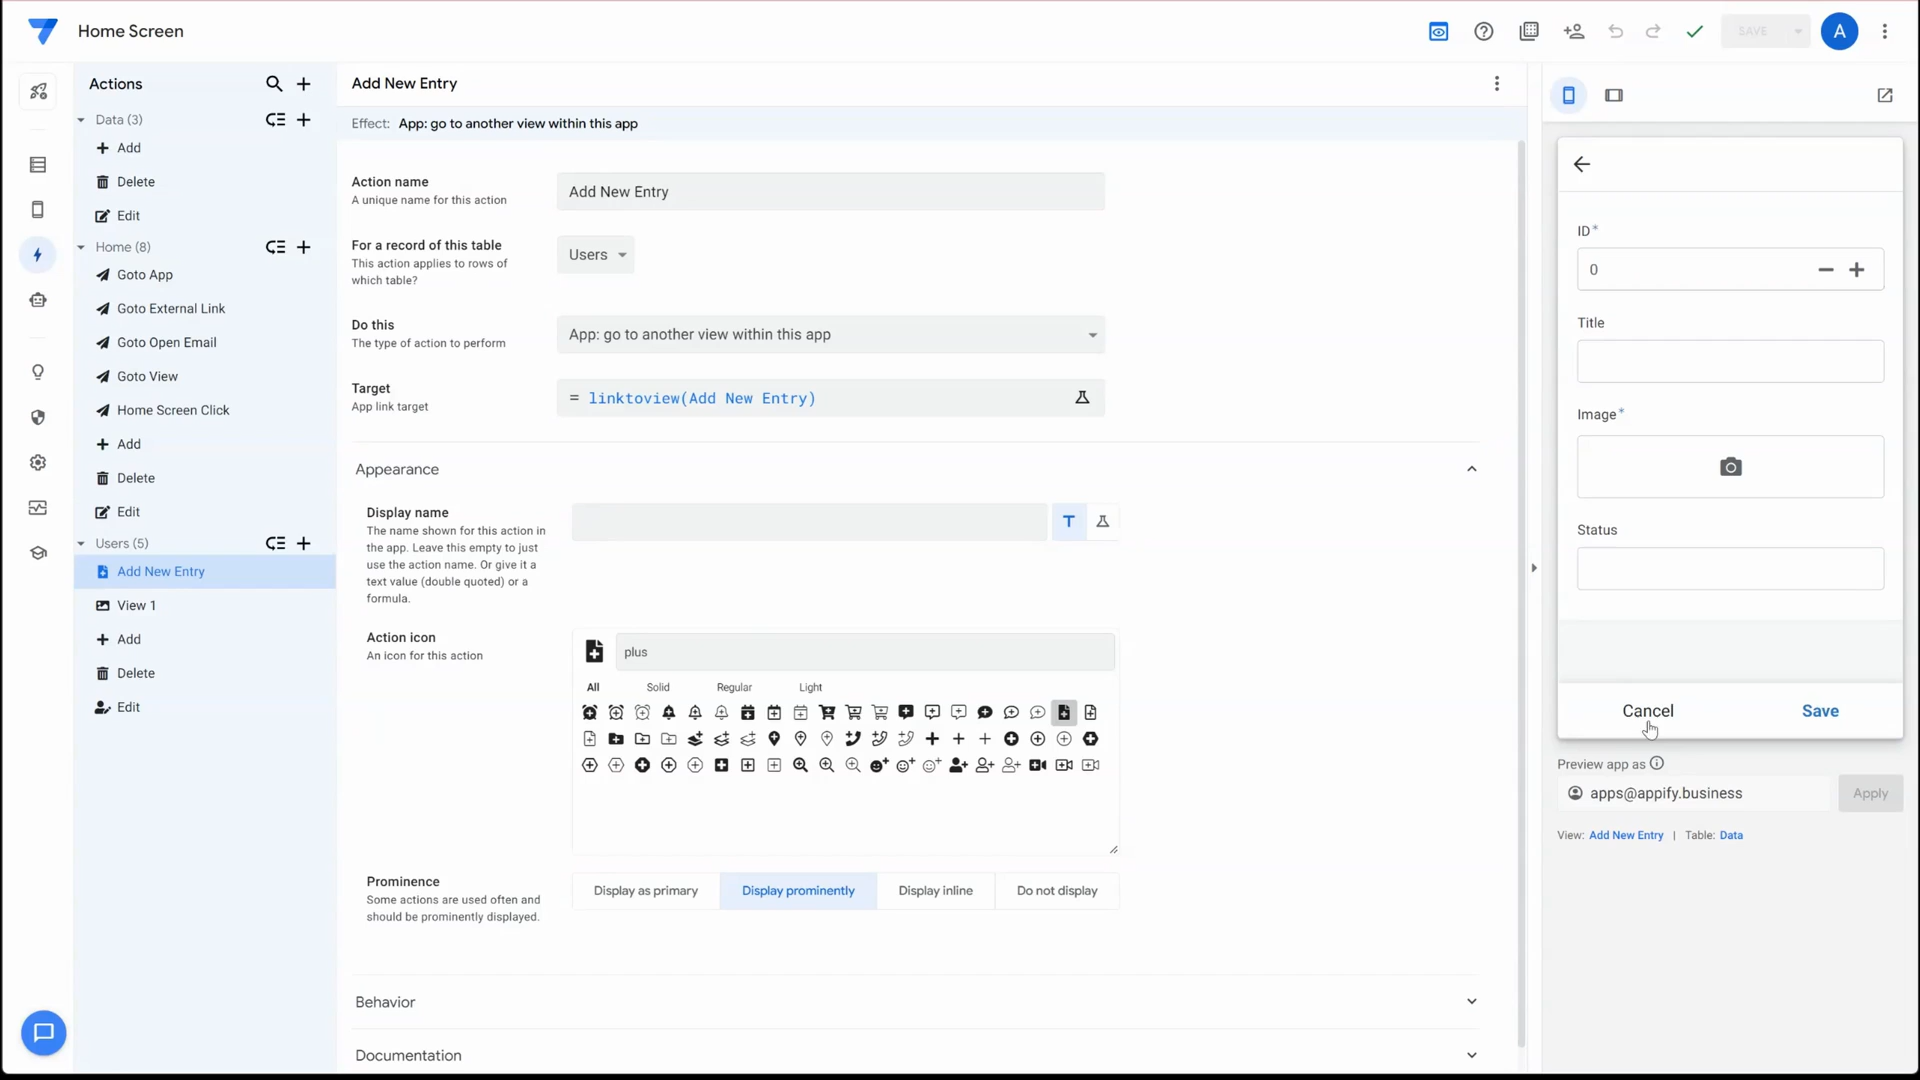 Home Screen
SAVE
A
Actions
Add New Entry
Effect: App: go to another view within this app
Data (3)
Add
Delete
Edit
Home (8)
Goto App
Goto External Link
Goto Open Email
Goto View
Home Screen Click
Add
Delete
Edit
Users (5)
Add New Entry
View 1
Add
Delete
Edit
Action name
A unique name for this action
Add New Entry
For a record of this table
This action applies to rows of
which table?
Users
Do this
The type of action to perform
App: go to another view within this app
Target
App link target
= linktoview(Add New Entry)
Appearance
Display name
The name shown for this action in
the app. Leave this empty to just
use the action name. Or give it a
text value (double quoted) or a
formula.
T
Action icon
An icon for this action
plus
All Solid Regular Light
Prominence
Some actions are used often and
should be prominently displayed.
Display as primary Display prominently Display inline Do not display
Behavior
Documentation
ID*
0
Title
Image*
Status
Cancel Save
Preview app as
apps@appify.business
Apply
View: Add New Entry | Table: Data